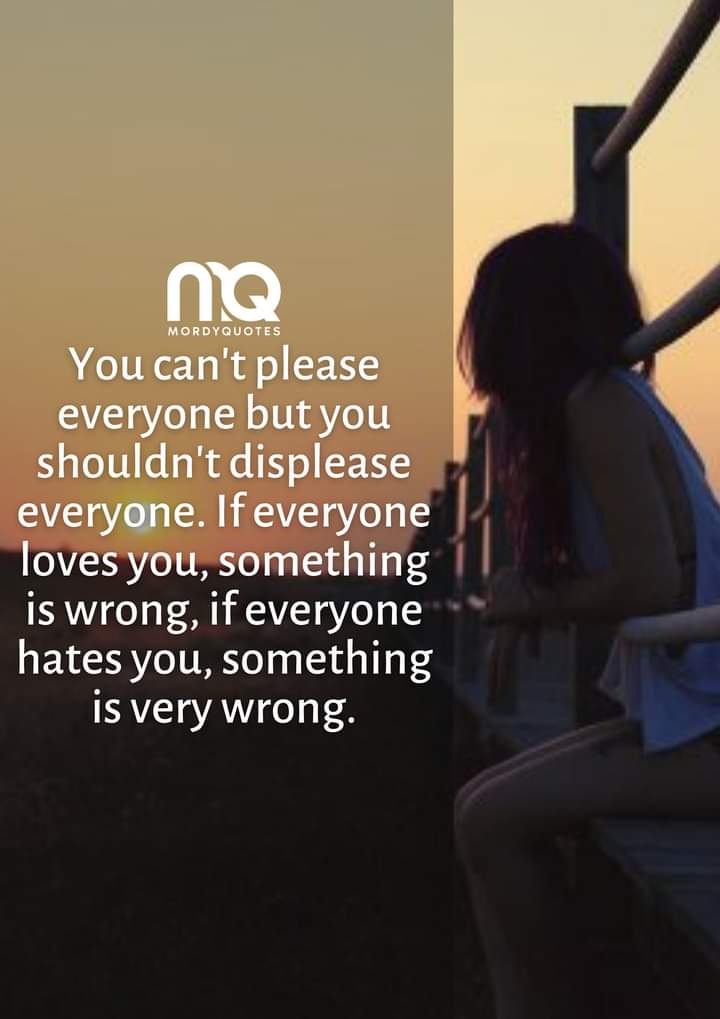 MQ
MORDYQUOTES
You can't please
everyone but you
shouldn't displease
everyone. If everyone
loves you, something
is wrong, if everyone
hates you, something
is very wrong.